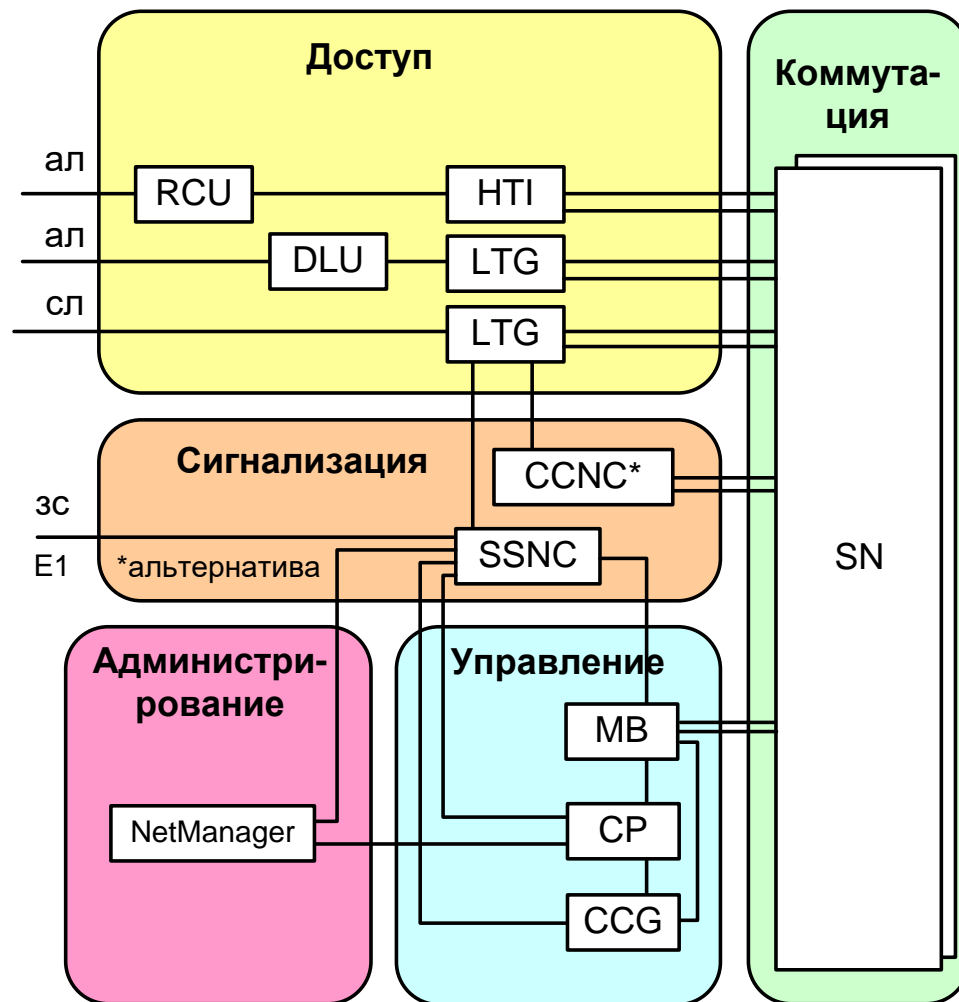 Доступ
Коммута-
ция
ал
RCU
HTI
ал
DLU
LTG
сл
LTG
Сигнализация
CCNC*
зс
E1
*альтернатива
SSNC
SN
Администри-
рование
Управление
MB
NetManager
CP
CCG